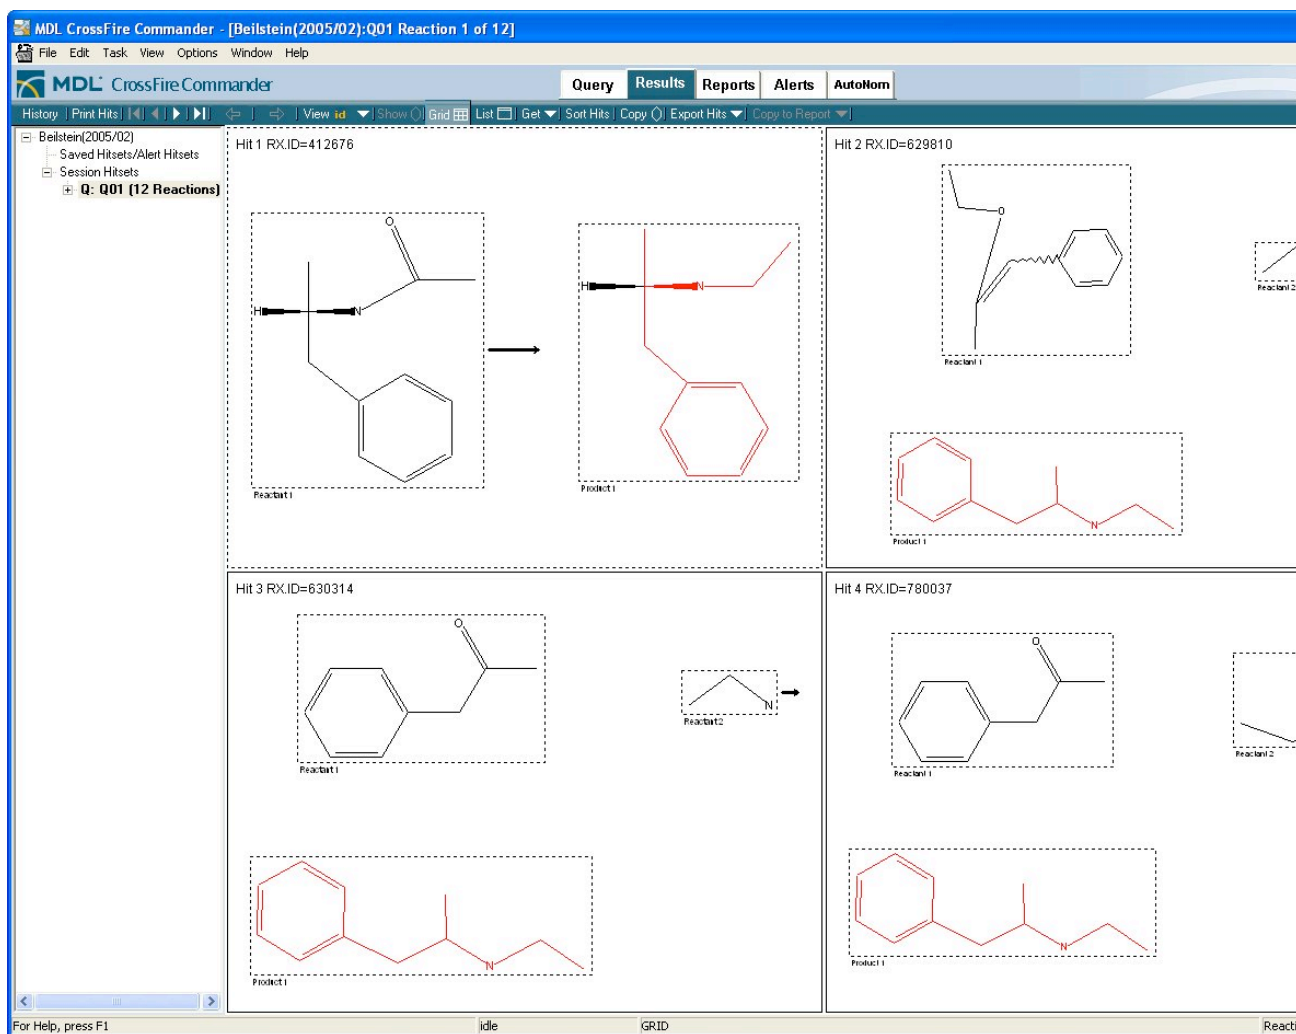 MDL CrossFire Commander - [Beilstein(2005/02):Q01 Reaction 1 of 12]
File Edit Task View Options Window Help
MDL CrossFire Commander
Query Results Reports Alerts AutoNom
History Print Hits View id Show Grid List Get Sort Hits Copy Export Hits Copy to Report
Beilstein(2005/02)
Saved Hitsets/Alert Hitsets
Session Hitsets
Q: Q01 (12 Reactions)
Hit 1 RX.ID=412676
O
H
N
Reactant 1
H
N
Product 1
Hit 2 RX.ID=629810
O
Reactant 1
Reactant 2
N
Product 1
Hit 3 RX.ID=630314
O
Reactant 1
N
Reactant 2
N
Product 1
Hit 4 RX.ID=780037
O
Reactant 1
Reactant 2
N
Product 1
For Help, press F1 idle GRID Reacti